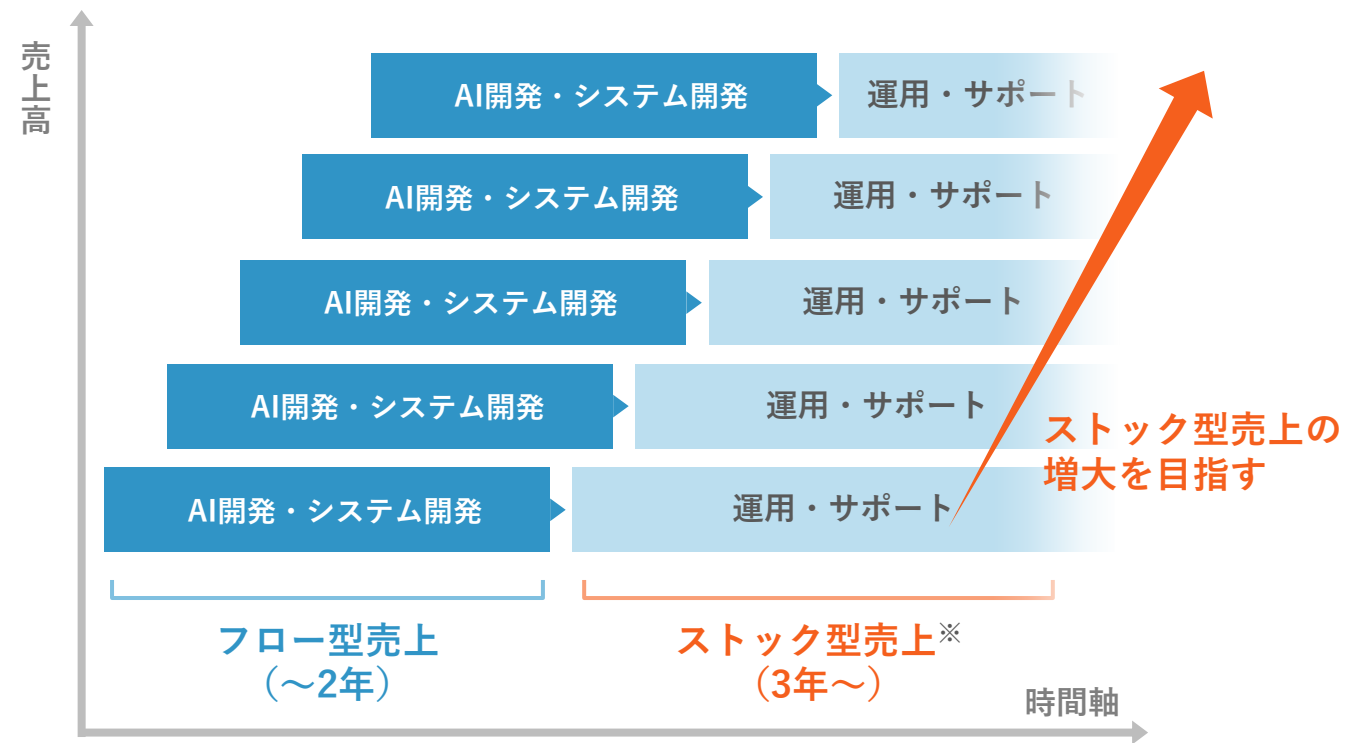 売上高
AI開発・システム開発
運用・サポート
AI開発・システム開発
運用・サポート
AI開発・システム開発
運用・サポート
AI開発・システム開発
運用・サポート
AI開発・システム開発
運用・サポート
ストック型売上の
増大を目指す
フロー型売上
（～2年）
ストック型売上※
（3年～）
時間軸